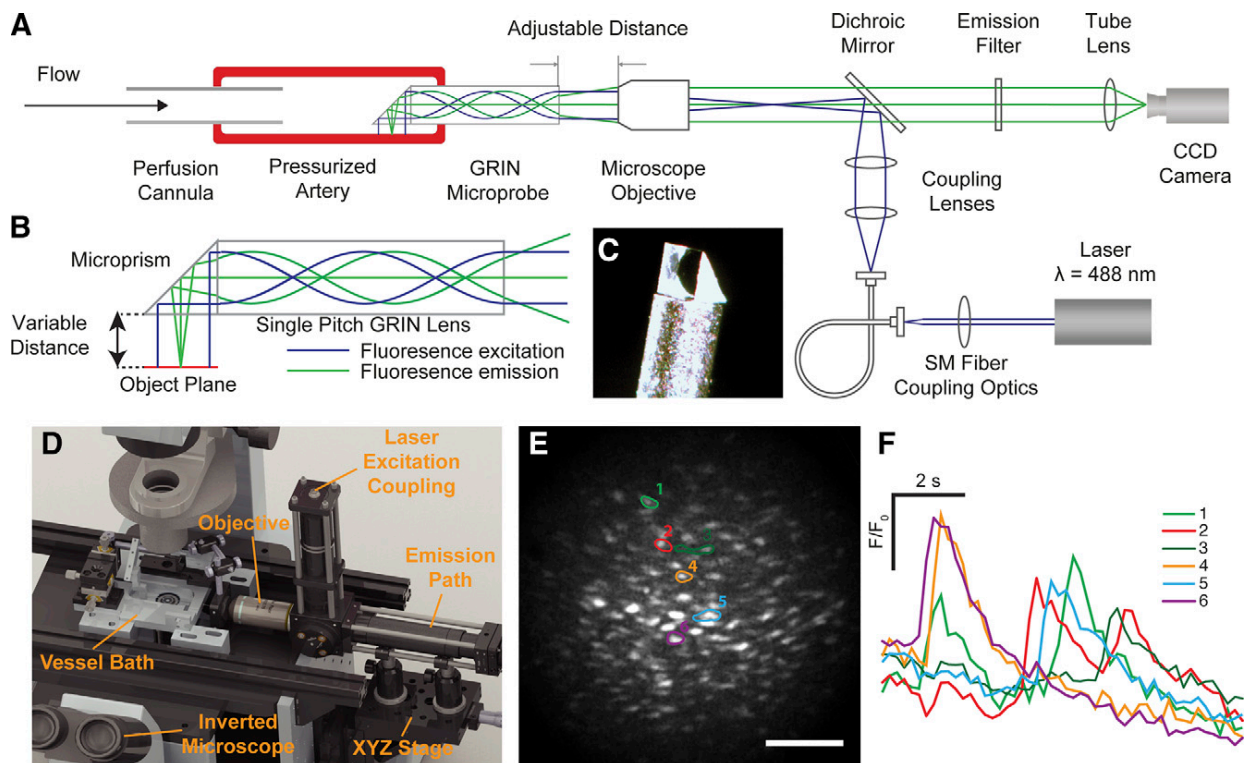 A
Flow
Adjustable Distance
Dichroic
Mirror
Emission
Filter
Tube
Lens
Perfusion
Cannula
Pressurized
Artery
GRIN
Microprobe
Microscope
Objective
CCD
Camera
Coupling
Lenses
B
Microprism
Variable
Distance
Single Pitch GRIN Lens
Fluoresence excitation
Fluoresence emission
Object Plane
C
Laser
λ = 488 nm
SM Fiber
Coupling Optics
D
Laser
Excitation
Coupling
Objective
Emission
Path
Vessel Bath
Inverted
Microscope
XYZ Stage
E
1
2
3
4
5
6
F
2 s
F/F0
1
2
3
4
5
6